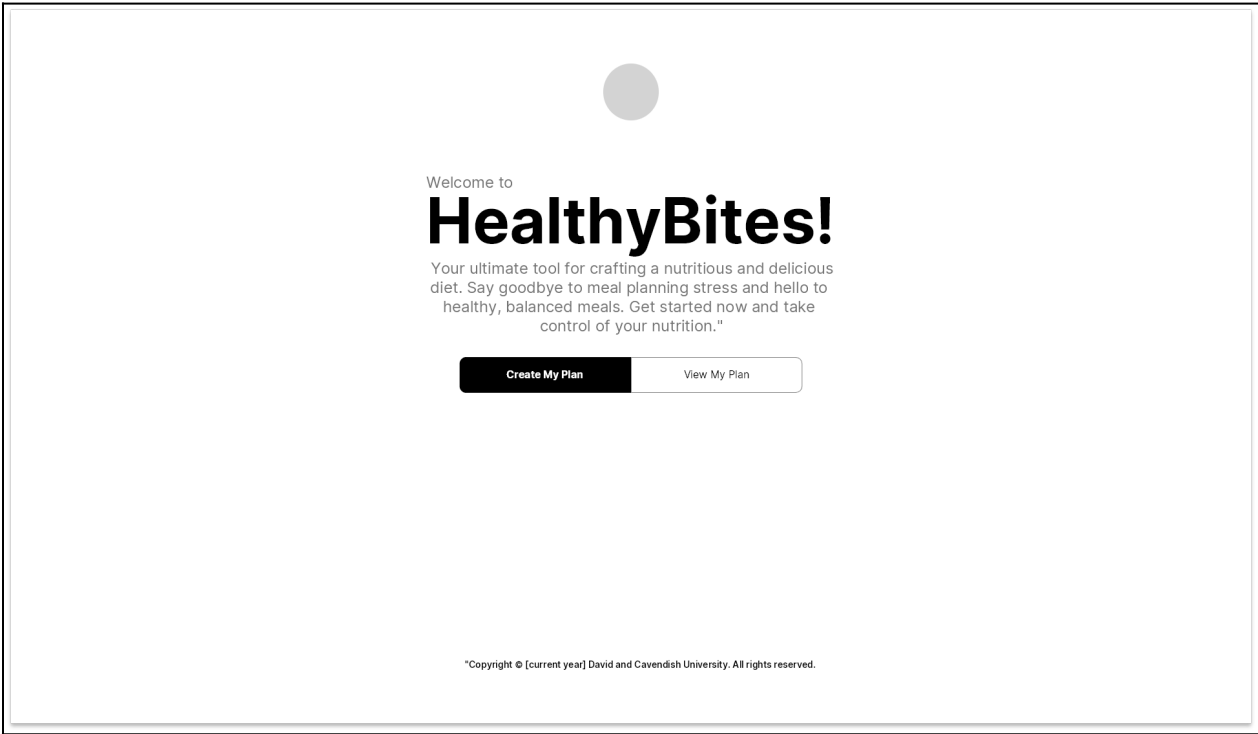 Welcome to
HealthyBites!
Your ultimate tool for crafting a nutritious and delicious
diet. Say goodbye to meal planning stress and hello to
healthy, balanced meals. Get started now and take
control of your nutrition."
Create My Plan
View My Plan
"Copyright © [current year] David and Cavendish University. All rights reserved.